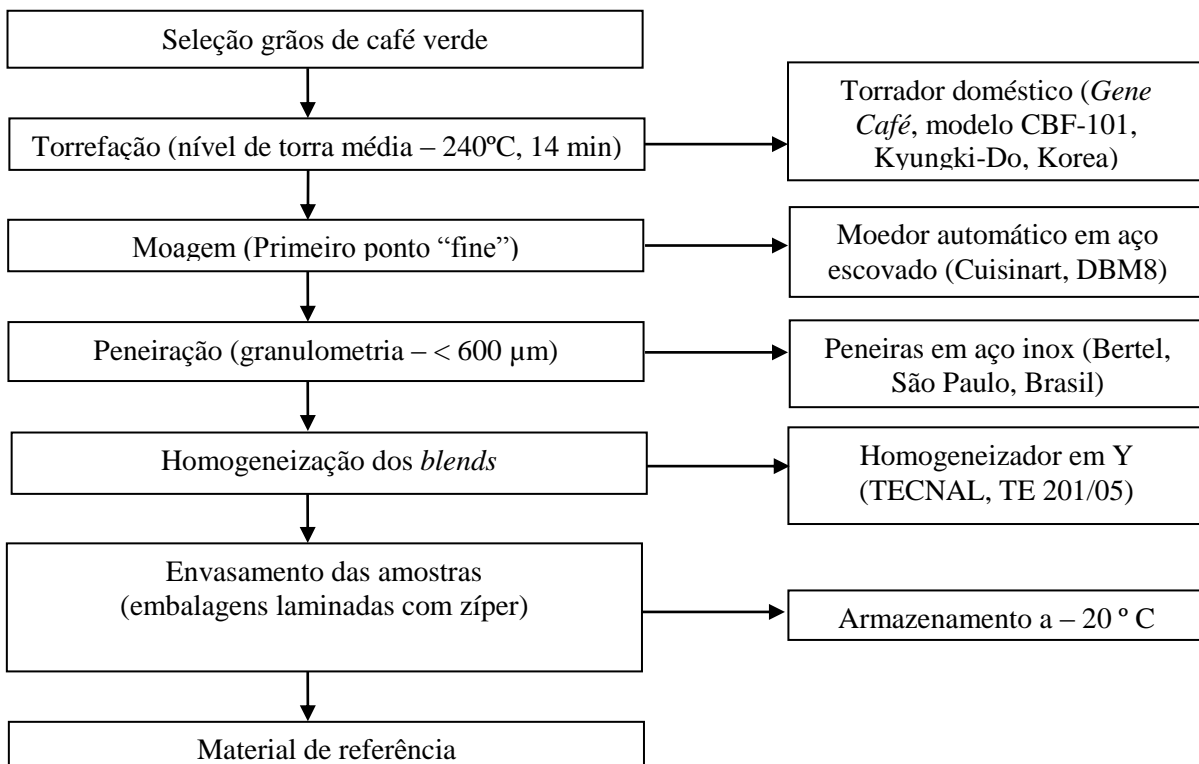 Seleção grãos de café verde
Torrefação (nível de torra média – 240ºC, 14 min)
Torrador doméstico (Gene
Café, modelo CBF-101,
Kyungki-Do, Korea)
Moagem (Primeiro ponto “fine”)
Moedor automático em aço
escovado (Cuisinart, DBM8)
Peneiração (granulometria – < 600 µm)
Peneiras em aço inox (Bertel,
São Paulo, Brasil)
Homogeneização dos blends
Homogeneizador em Y
(TECNAL, TE 201/05)
Envasamento das amostras
(embalagens laminadas com zíper)
Armazenamento a – 20 º C
Material de referência